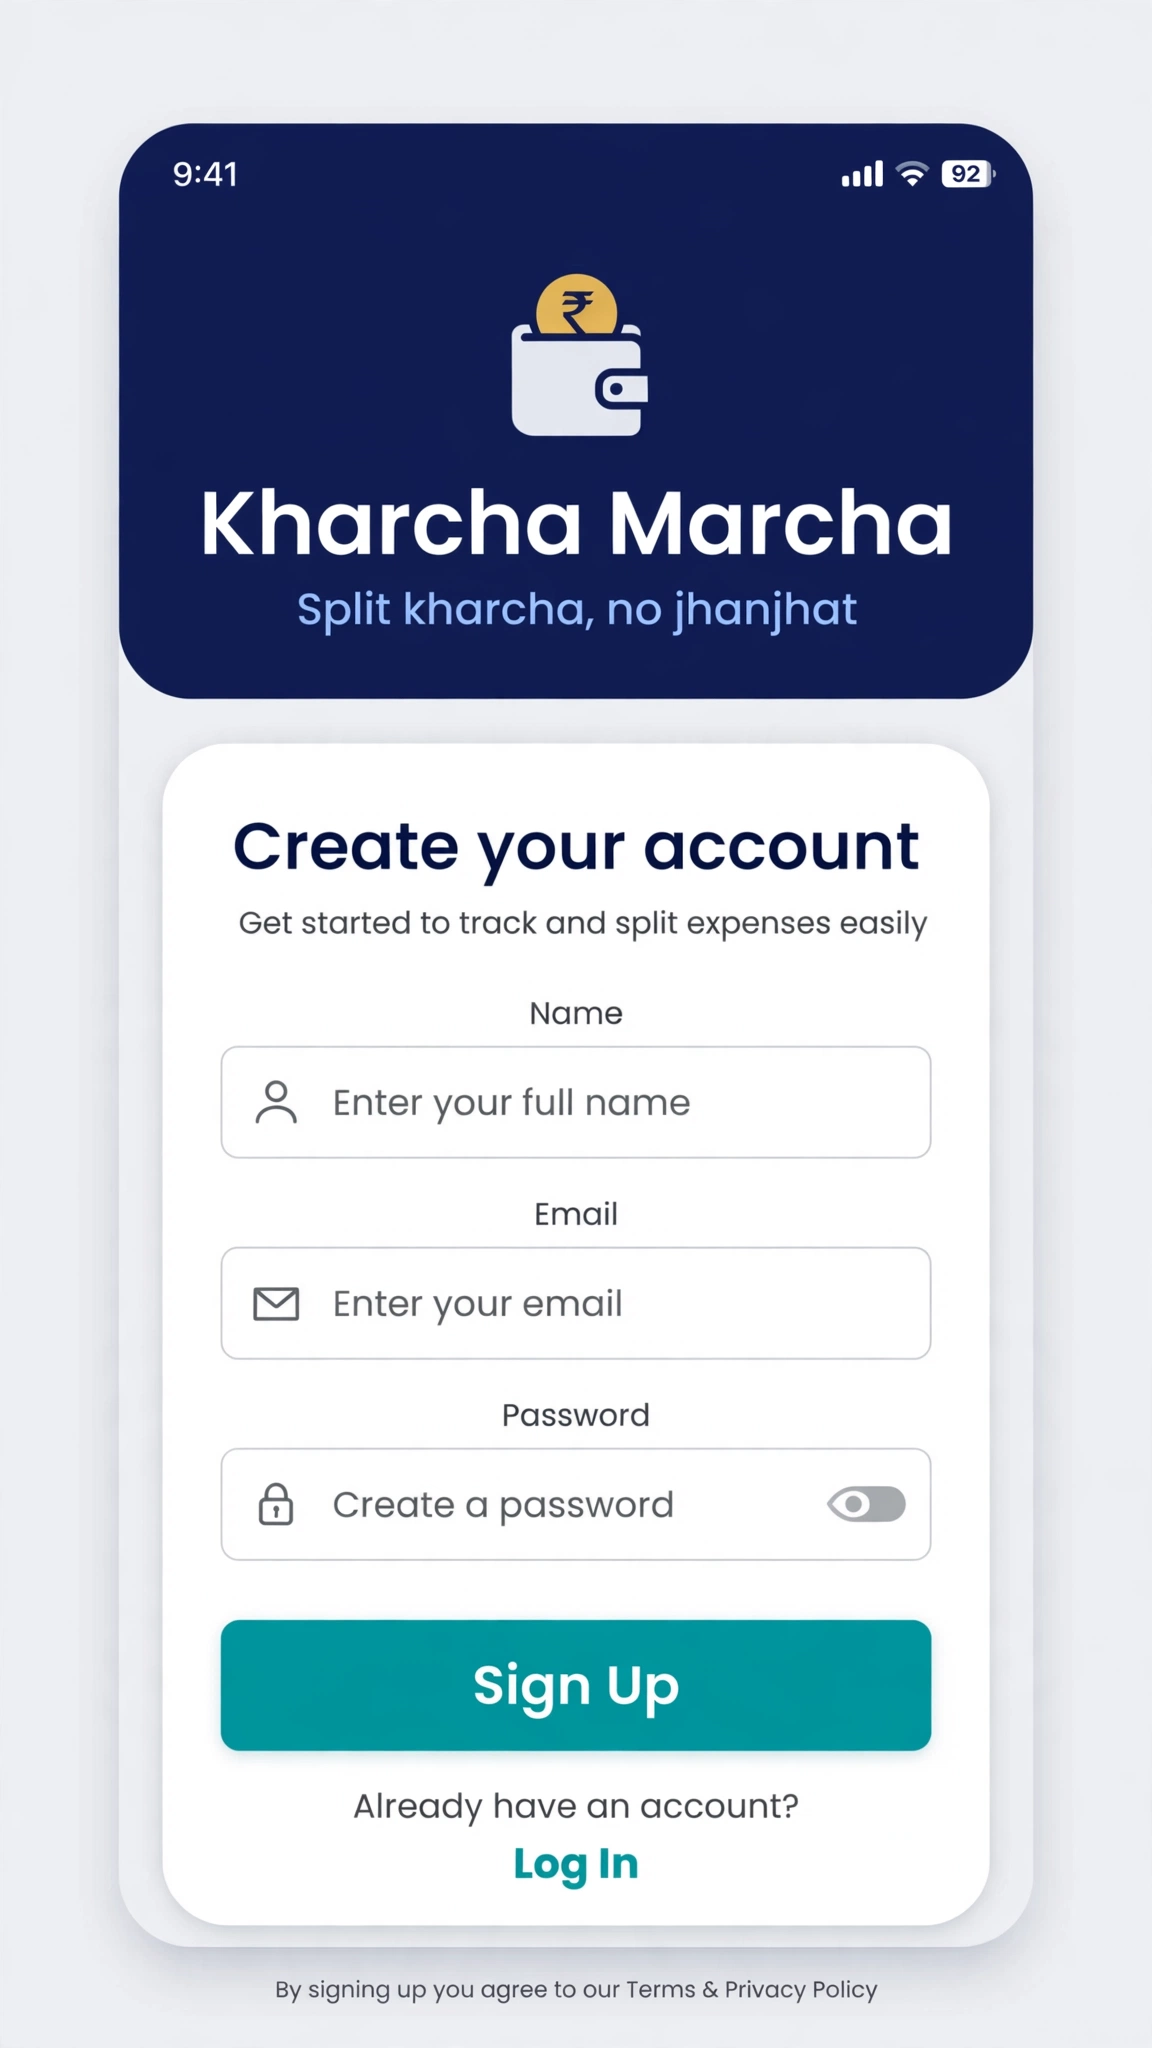 9:41
92
₹
Kharcha Marcha
Split kharcha, no jhanjhat
Create your account
Get started to track and split expenses easily
Name
Enter your full name
Email
Enter your email
Password
Create a password
Sign Up
Already have an account?
Log In
By signing up you agree to our Terms & Privacy Policy